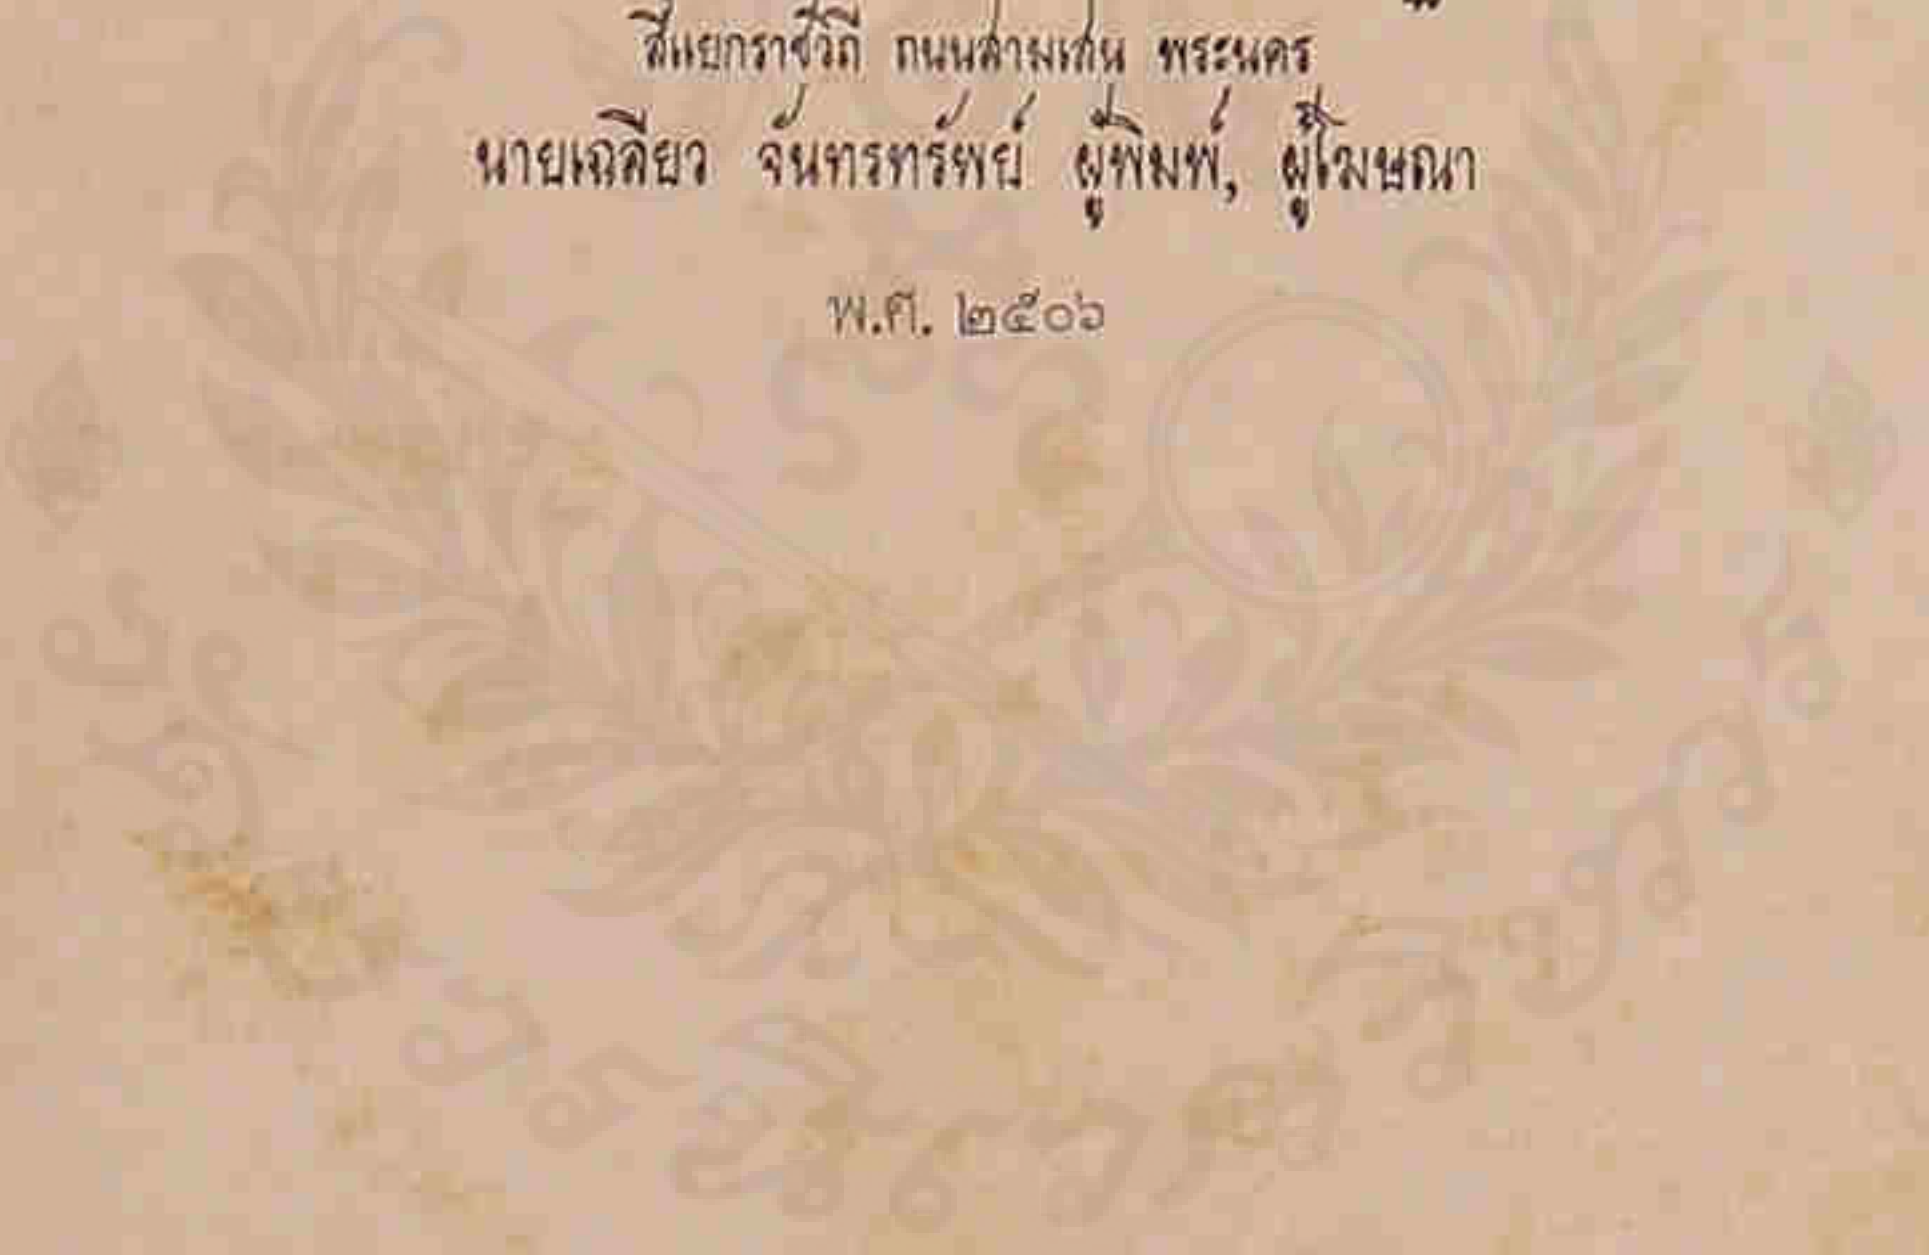 สี่แยกราชวิถี ถนนสามเสน พระนคร
นายเฉลียว จันทรทรัพย์ ผู้พิมพ์, ผู้โฆษณา
พ.ศ. ๒๕๐๖